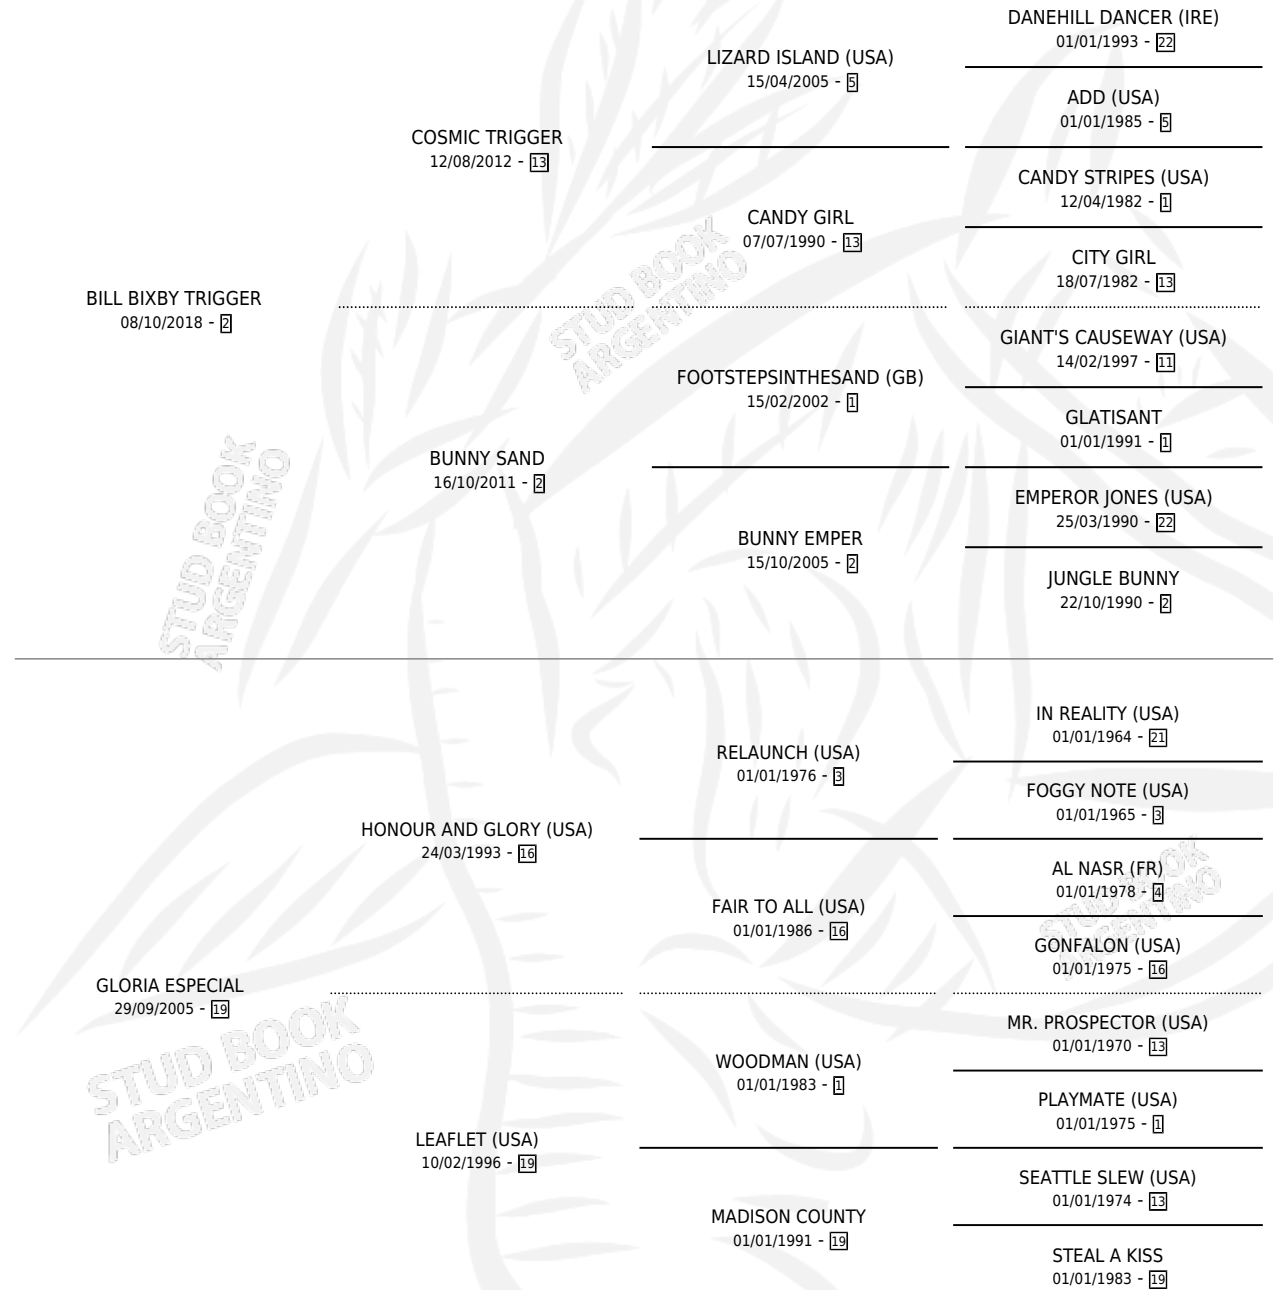 DANEHILL DANCER (IRE)
01/01/1993 - 22
LIZARD ISLAND (USA)
15/04/2005 - 5
ADD (USA)
01/01/1985 - 5
COSMIC TRIGGER
12/08/2012 - 13
CANDY STRIPES (USA)
12/04/1982 - 1
CANDY GIRL
07/07/1990 - 13
CITY GIRL
18/07/1982 - 13
BILL BIXBY TRIGGER
08/10/2018 - 2
GIANT'S CAUSEWAY (USA)
14/02/1997 - 11
FOOTSTEPSINTHESAND (GB)
15/02/2002 - 1
GLATISANT
01/01/1991 - 1
BUNNY SAND
16/10/2011 - 2
EMPEROR JONES (USA)
25/03/1990 - 22
BUNNY EMPER
15/10/2005 - 2
JUNGLE BUNNY
22/10/1990 - 2
STUD BOOK
ARGENTINO
STUD BOOK
ARGENTINO
IN REALITY (USA)
01/01/1964 - 21
RELAUNCH (USA)
01/01/1976 - 3
FOGGY NOTE (USA)
01/01/1965 - 3
HONOUR AND GLORY (USA)
24/03/1993 - 16
AL NASR (FR)
01/01/1978 - 4
FAIR TO ALL (USA)
01/01/1986 - 16
GONFALON (USA)
01/01/1975 - 16
GLORIA ESPECIAL
29/09/2005 - 19
MR. PROSPECTOR (USA)
01/01/1970 - 13
WOODMAN (USA)
01/01/1983 - 1
PLAYMATE (USA)
01/01/1975 - 1
LEAFLET (USA)
10/02/1996 - 19
SEATTLE SLEW (USA)
01/01/1974 - 13
MADISON COUNTY
01/01/1991 - 19
STEAL A KISS
01/01/1983 - 19
STUD BOOK
ARGENTINO
STUD BOOK
ARGENTINO